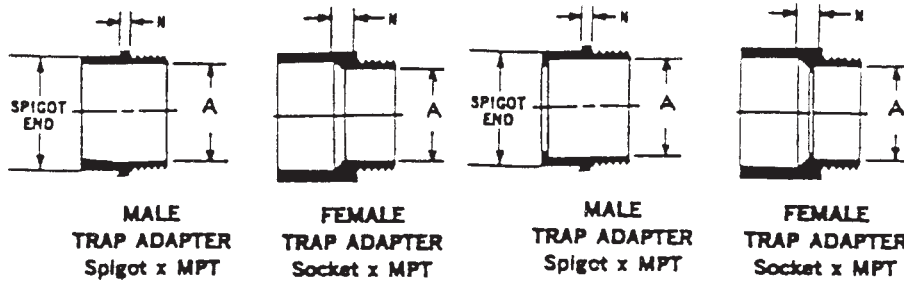 N N N N
SPIGOT END A A SPIGOT END A A
MALE FEMALE MALE FEMALE
TRAP ADAPTER TRAP ADAPTER TRAP ADAPTER TRAP ADAPTER
Spigot x MPT Socket x MPT Spigot x MPT Socket x MPT